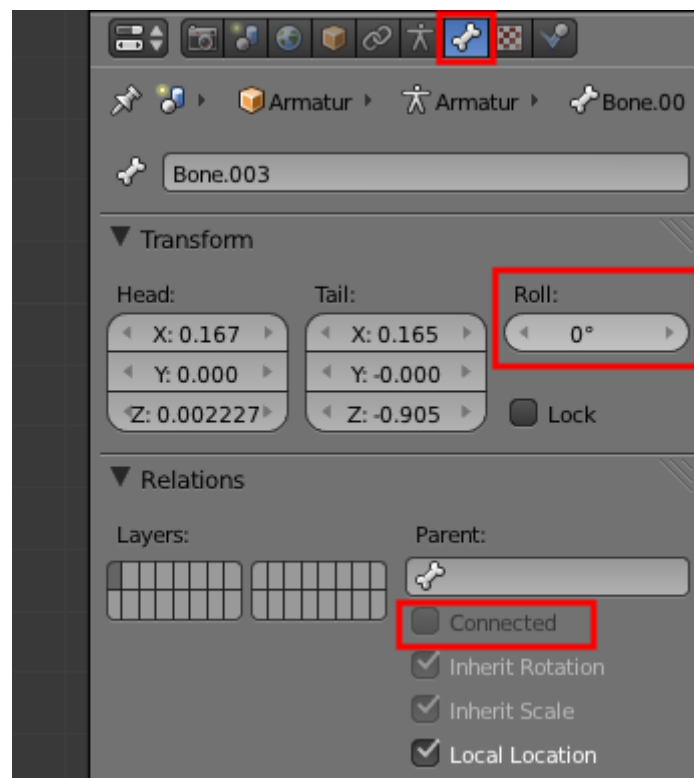 Armatur Armatur Bone.00
Bone.003
Transform
Head: Tail: Roll:
X: 0.167 X: 0.165 0°
Y: 0.000 Y: -0.000
Z: 0.002227 Z: -0.905 Lock
Relations
Layers: Parent:
Connected
Inherit Rotation
Inherit Scale
Local Location